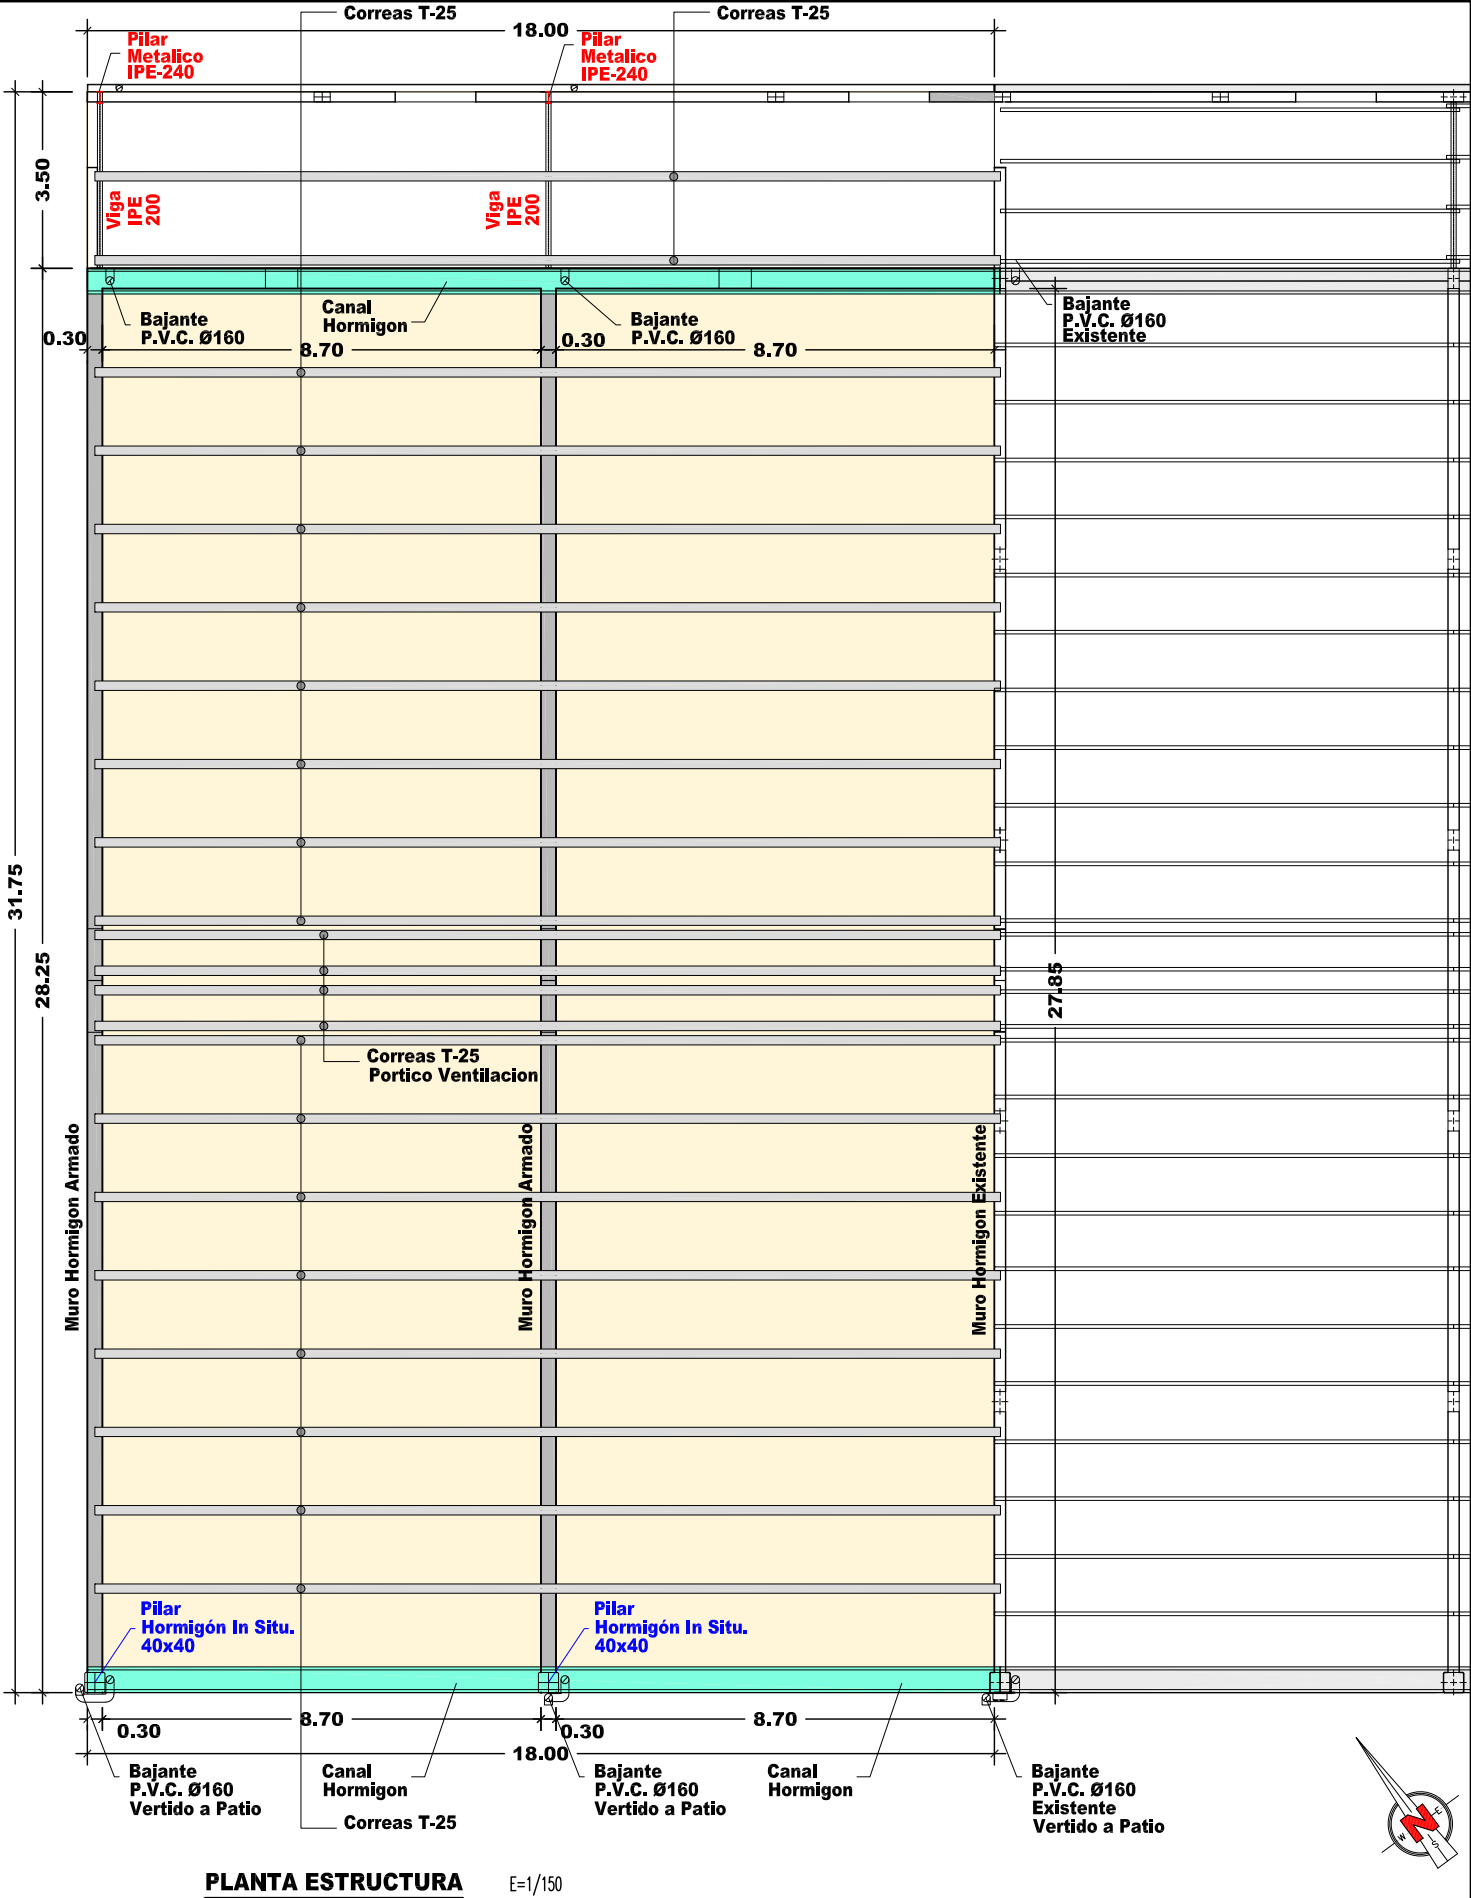 Correas T-25
Correas T-25
18.00
Pilar
Metalico
IPE-240
Pilar
Metalico
IPE-240
3.50
Viga
IPE
200
Viga
IPE
200
Canal
Hormigon
Bajante
P.V.C. Ø160
Bajante
P.V.C. Ø160
Bajante
P.V.C. Ø160
Existente
0.30
8.70
0.30
8.70
31.75
28.25
27.85
Correas T-25
Portico Ventilacion
Muro Hormigon Armado
Muro Hormigon Armado
Muro Hormigon Existente
Pilar
Hormigón In Situ.
40x40
Pilar
Hormigón In Situ.
40x40
0.30
8.70
0.30
8.70
18.00
Bajante
P.V.C. Ø160
Vertido a Patio
Canal
Hormigon
Bajante
P.V.C. Ø160
Vertido a Patio
Canal
Hormigon
Bajante
P.V.C. Ø160
Existente
Vertido a Patio
Correas T-25
N
E
S
W
PLANTA ESTRUCTURA E=1/150